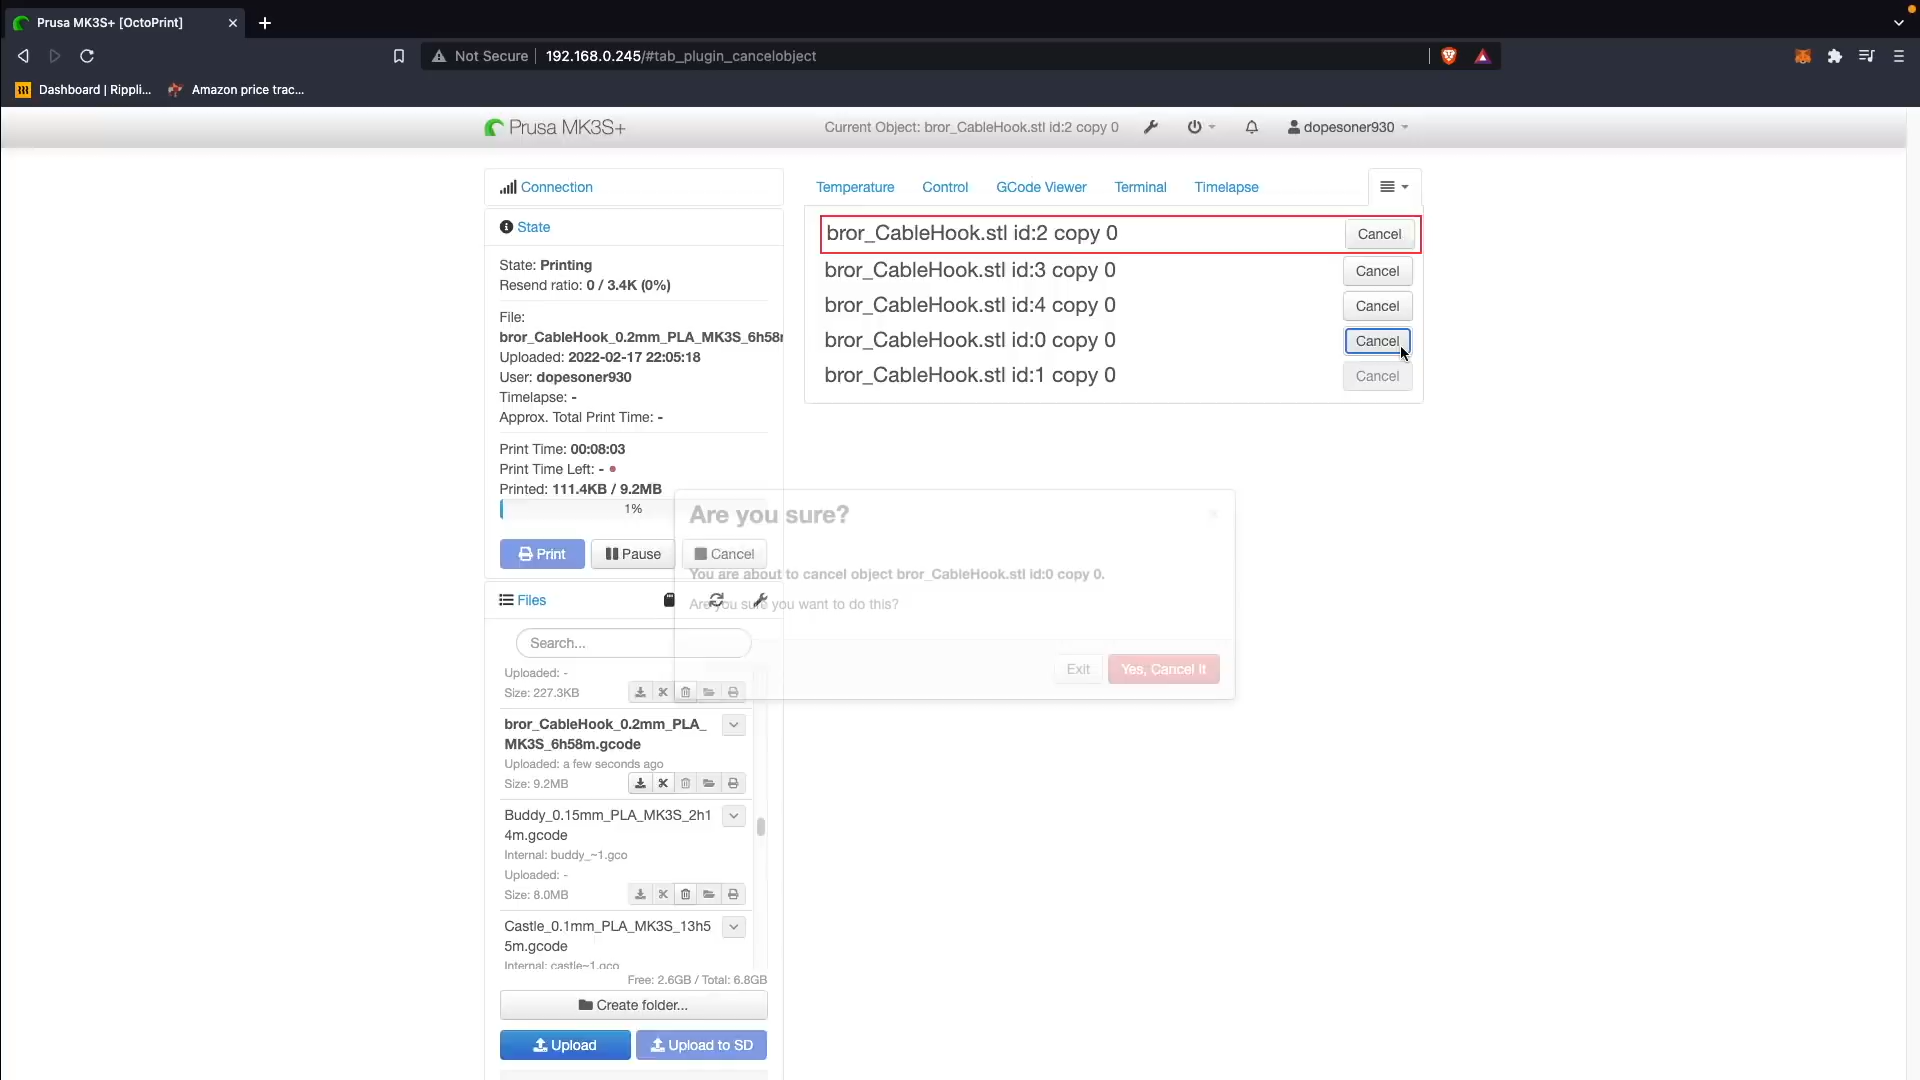 Prusa MK3S+ [OctoPrint]
Not Secure 192.168.0.245/#tab_plugin_cancelobject
Dashboard | Rippli... Amazon price trac...
Prusa MK3S+
Current Object: bror_CableHook.stl id:2 copy 0
dopesoner930
Connection
State
State: Printing
Resend ratio: 0 / 3.4K (0%)
File:
bror_CableHook_0.2mm_PLA_MK3S_6h58m
Uploaded: 2022-02-17 22:05:18
User: dopesoner930
Timelapse: -
Approx. Total Print Time: -
Print Time: 00:08:03
Print Time Left: -
Printed: 111.4KB / 9.2MB
1%
Print Pause Cancel
Files
Search...
Uploaded: -
Size: 227.3KB
bror_CableHook_0.2mm_PLA_
MK3S_6h58m.gcode
Uploaded: a few seconds ago
Size: 9.2MB
Buddy_0.15mm_PLA_MK3S_2h1
4m.gcode
Internal: buddy_~1.gco
Uploaded: -
Size: 8.0MB
Castle_0.1mm_PLA_MK3S_13h5
5m.gcode
Internal: castle~1.gco
Free: 2.6GB / Total: 6.8GB
Create folder...
Upload Upload to SD
Temperature Control GCode Viewer Terminal Timelapse
bror_CableHook.stl id:2 copy 0 Cancel
bror_CableHook.stl id:3 copy 0 Cancel
bror_CableHook.stl id:4 copy 0 Cancel
bror_CableHook.stl id:0 copy 0 Cancel
bror_CableHook.stl id:1 copy 0 Cancel
Are you sure?
You are about to cancel object bror_CableHook.stl id:0 copy 0.
Are you sure you want to do this?
Exit Yes, Cancel It